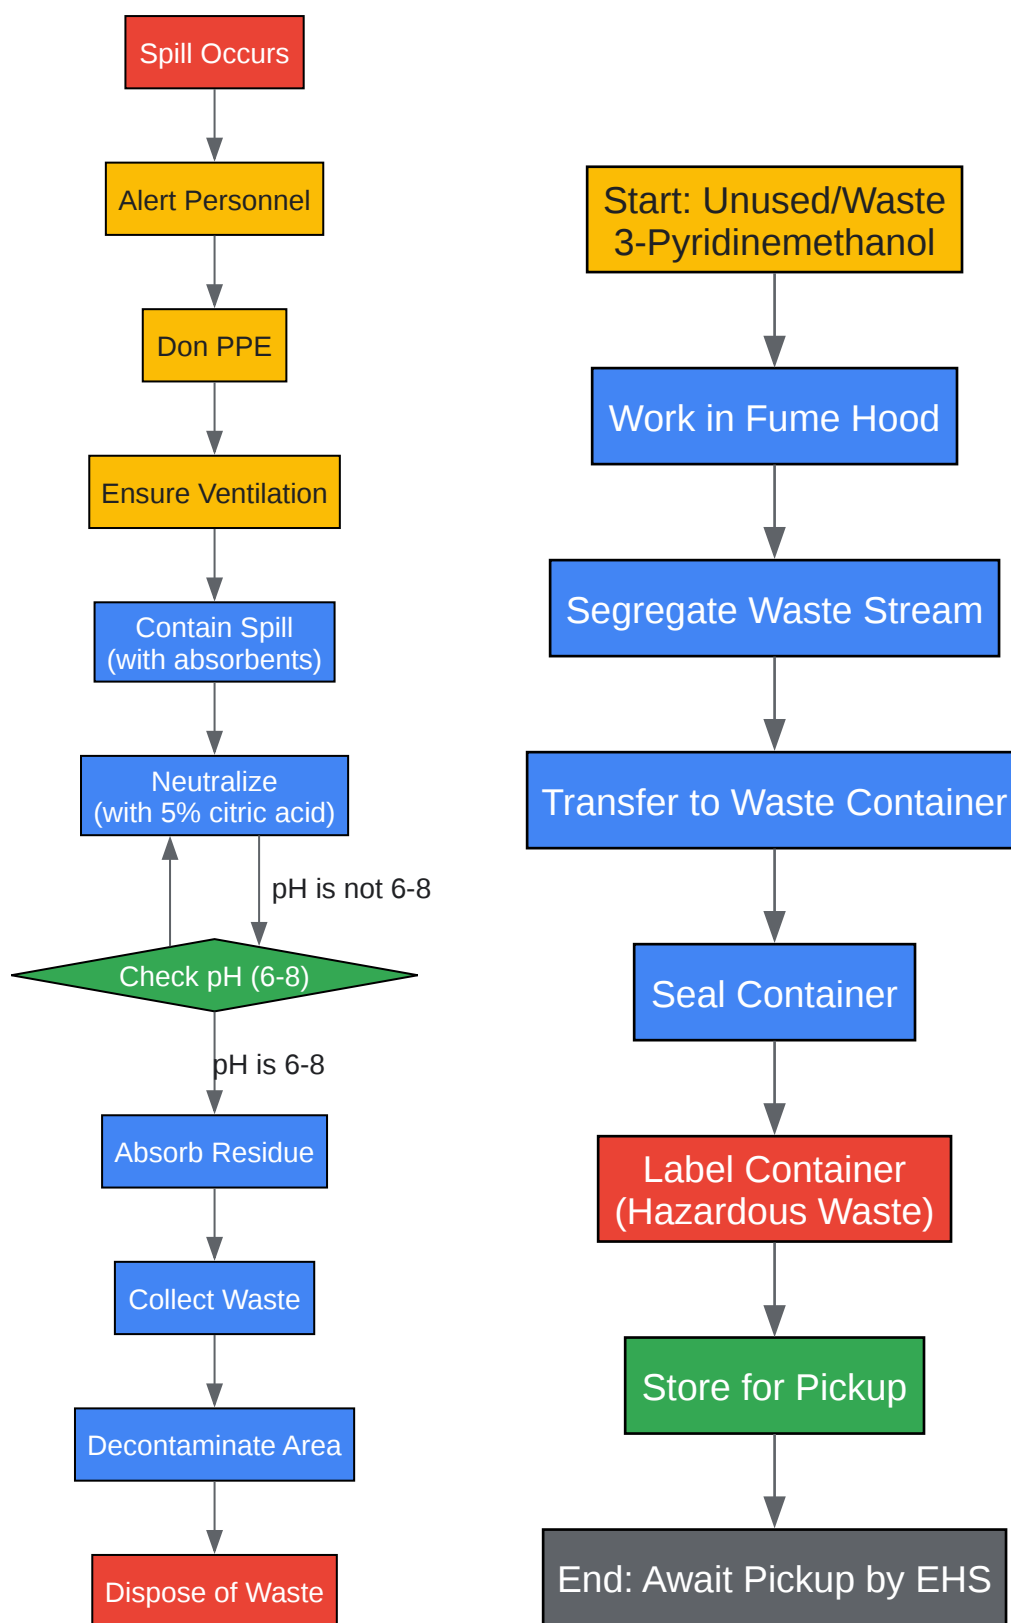 Spill Occurs
Alert Personnel
Don PPE
Ensure Ventilation
Contain Spill
(with absorbents)
Neutralize
(with 5% citric acid)
pH is not 6-8
Check pH (6-8)
pH is 6-8
Absorb Residue
Collect Waste
Decontaminate Area
Dispose of Waste
Start: Unused/Waste
3-Pyridinemethanol
Work in Fume Hood
Segregate Waste Stream
Transfer to Waste Container
Seal Container
Label Container
(Hazardous Waste)
Store for Pickup
End: Await Pickup by EHS